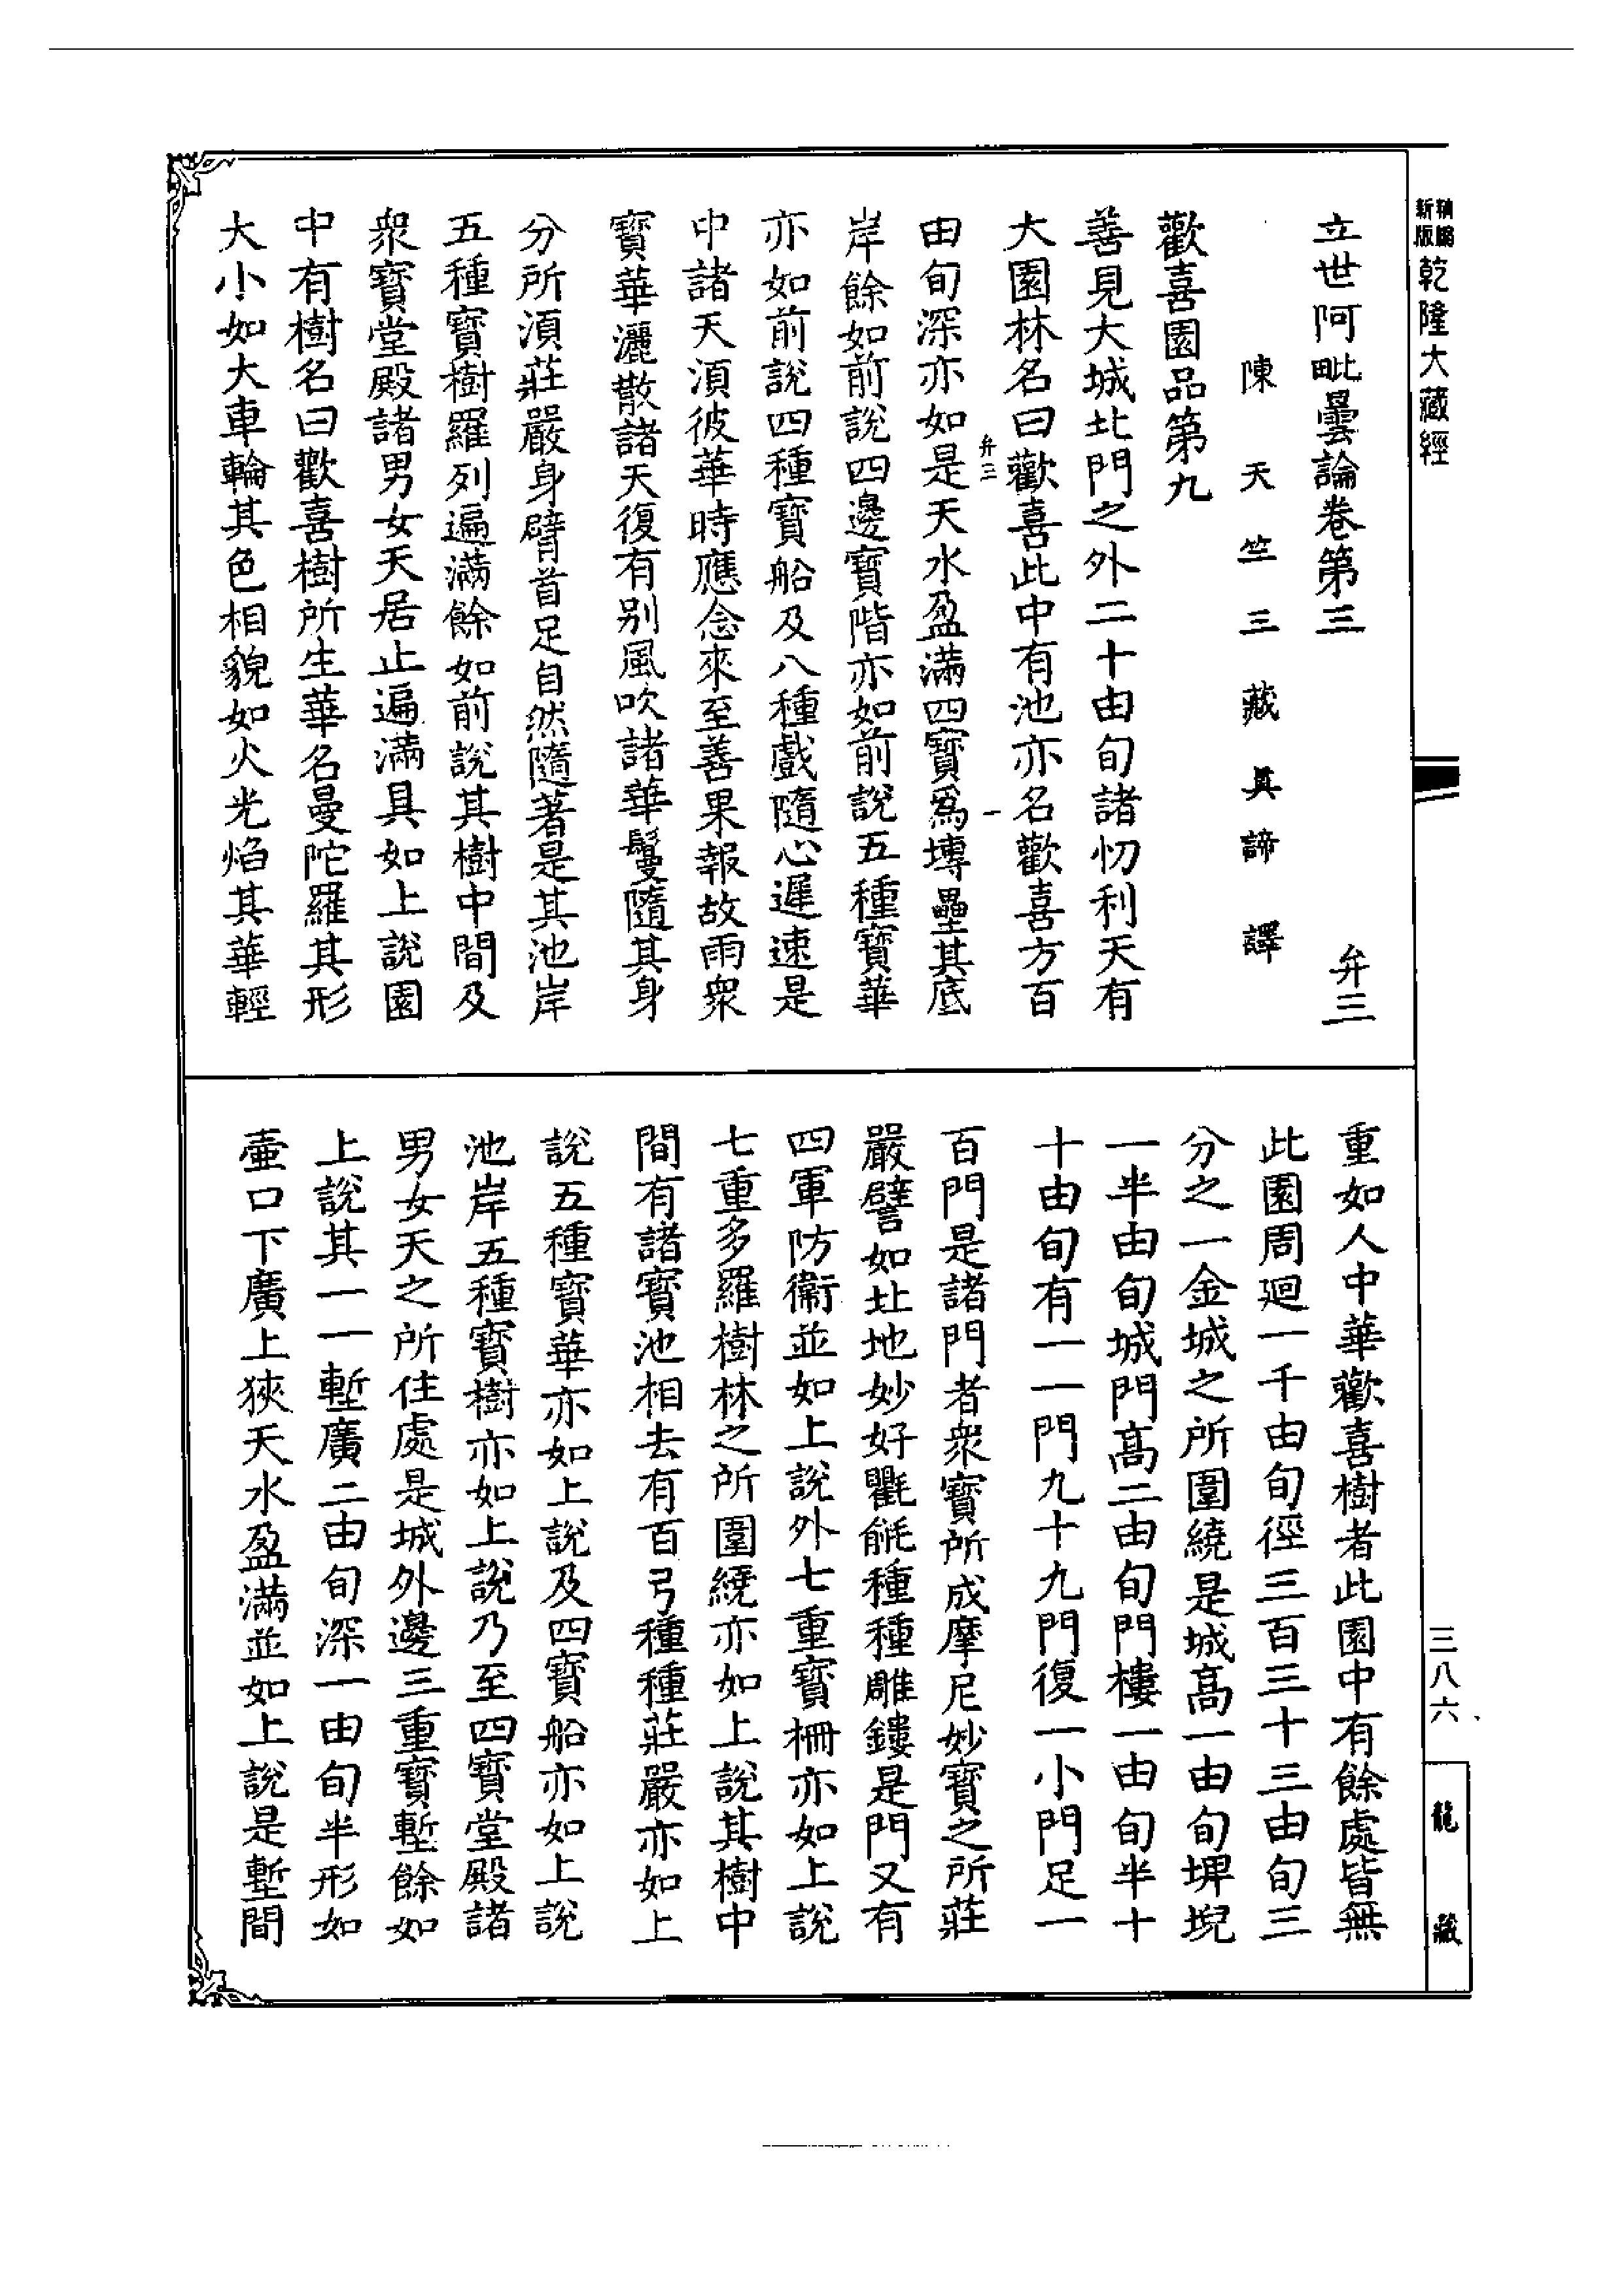 新版
精縮
乾隆大藏經
立世阿毗曇論卷第三 弁三
陳天竺三藏真諦譯
歡喜園品第九
善見大城北門之外二十由旬諸忉利天有
大園林名曰歡喜此中有池亦名歡喜方百
弁三 一
由旬深亦如是天水盈滿四寶爲塼壘其底
岸餘如前說四邊寶階亦如前說五種寶華
亦如前說四種寶船及八種戲隨心遲速是
中諸天湏彼華時應念來至善果報故雨衆
寶華灑散諸天復有別風吹諸華鬘隨其身
分所湏莊嚴身臂首足自然隨著是其池岸
五種寶樹羅列遍滿餘如前說其樹中間及
衆寶堂殿諸男女天居止遍滿具如上說園
中有樹名曰歡喜樹所生華名曼陀羅其形
大小如大車輪其色相貌如火光焰其華輕
重如人中華歡喜樹者此園中有餘處皆無
此園周廻一千由旬徑三百三十三由旬三
分之一金城之所圍繞是城高一由旬埤堄
一半由旬城門高二由旬門樓一由旬半十
十由旬有一一門九十九門復一小門足一
百門是諸門者衆寶所成摩尼妙寶之所莊
嚴譬如北地妙好氍毹種種雕鏤是門又有
四軍防衛並如上說外七重寶柵亦如上說
七重多羅樹林之所圍繞亦如上說其樹中
間有諸寶池相去有百弓種種莊嚴亦如上
說五種寶華亦如上說及四寶船亦如上說
池岸五種寶樹亦如上說乃至四寶堂殿諸
男女天之所住處是城外邊三重寶塹餘如
上說其一一塹廣二由旬深一由旬半形如
壷口下廣上狹天水盈滿並如上說是塹間
三八六
龍藏